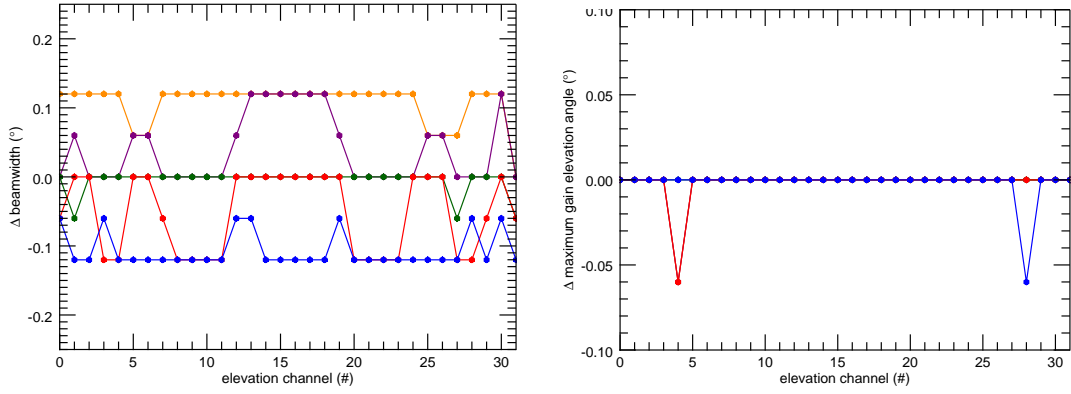 0.2
0.1
0.0
-0.1
-0.2
Δ beamwidth (°)
0 5 10 15 20 25 30
elevation channel (#)
0.10
0.05
0.00
-0.05
-0.10
Δ maximum gain elevation angle (°)
0 5 10 15 20 25 30
elevation channel (#)